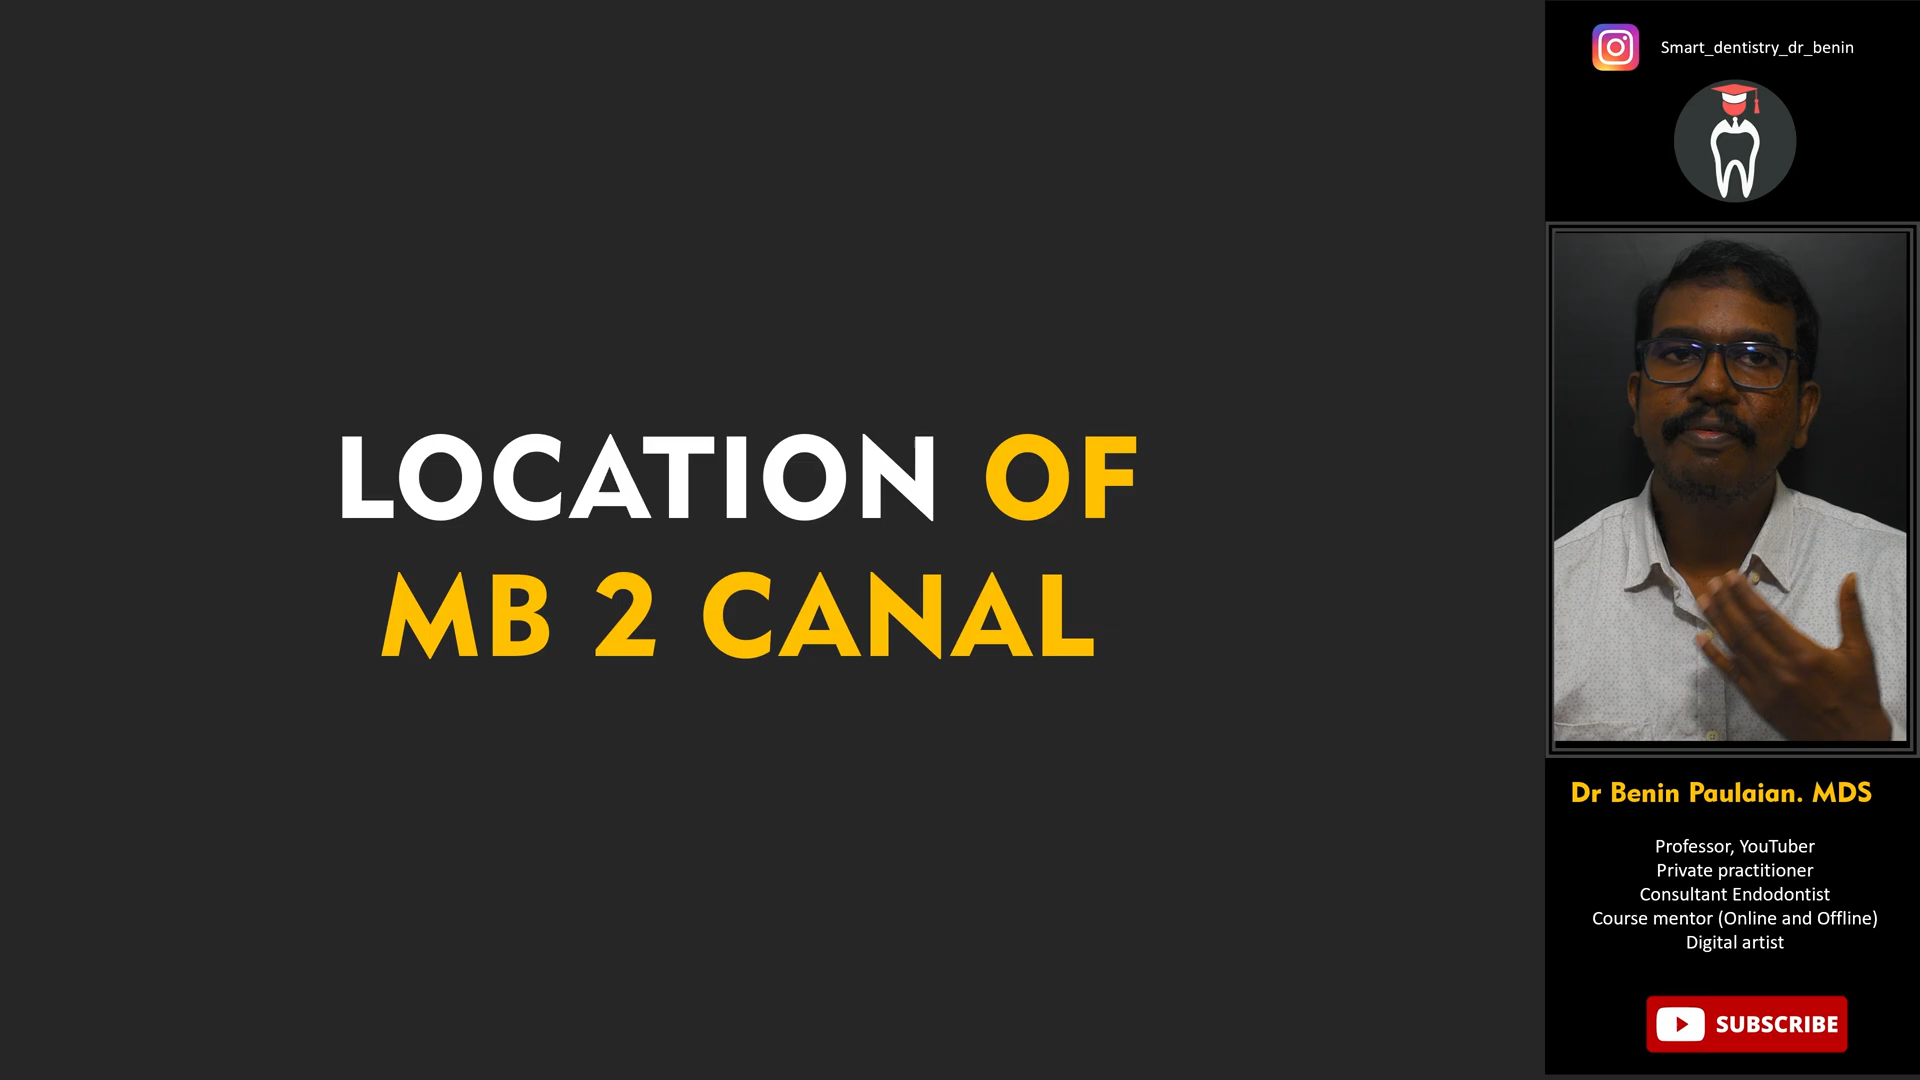 LOCATION OF
MB 2 CANAL
Smart_dentistry_dr_benin
Dr Benin Paulaian. MDS
Professor, YouTuber
Private practitioner
Consultant Endodontist
Course mentor (Online and Offline)
Digital artist
SUBSCRIBE